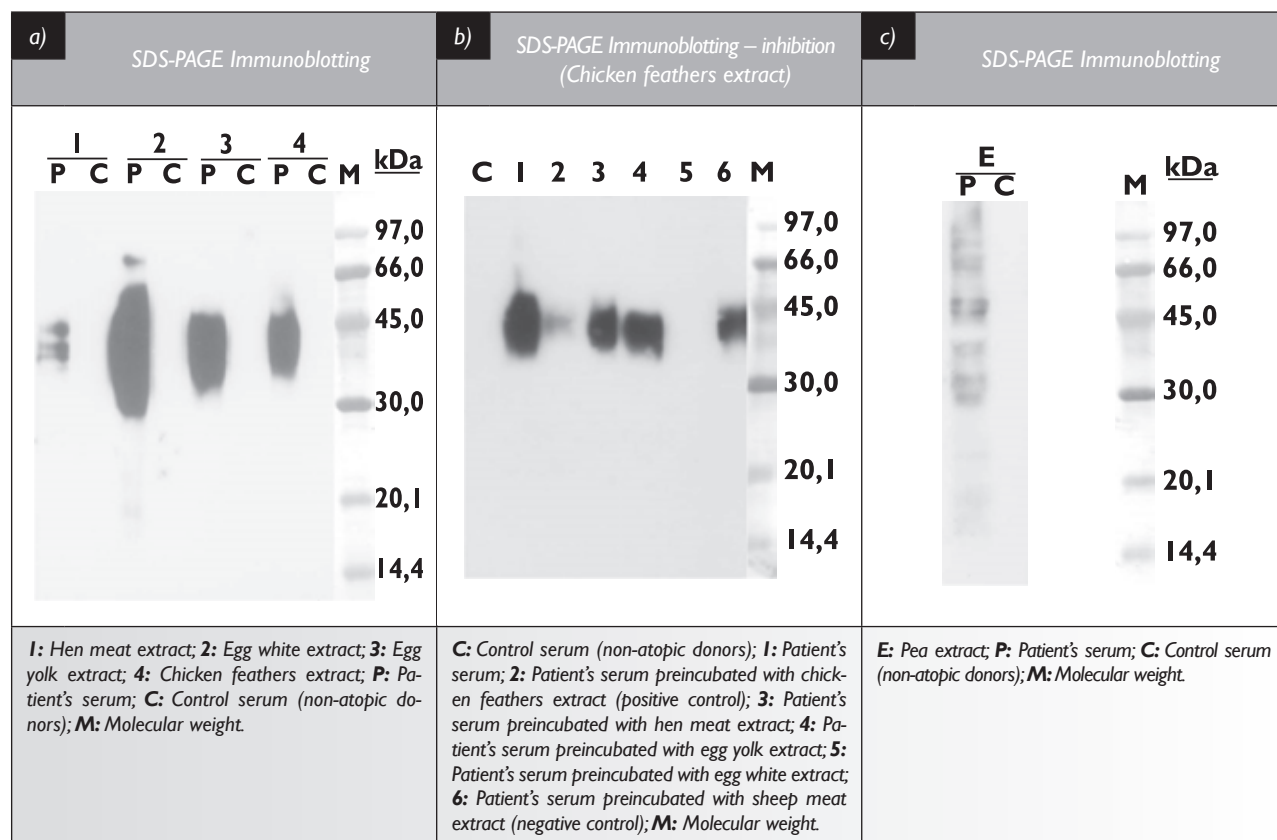 a)
SDS-PAGE Immunoblotting
1 2 3 4
P C P C P C P C M kDa
97,0
66,0
45,0
30,0
20,1
14,4
1: Hen meat extract; 2: Egg white extract; 3: Egg
yolk extract; 4: Chicken feathers extract; P: Pa-
tient's serum; C: Control serum (non-atopic do-
nors); M: Molecular weight.
b)
SDS-PAGE Immunoblotting – inhibition
(Chicken feathers extract)
C 1 2 3 4 5 6 M
97,0
66,0
45,0
30,0
20,1
14,4
C: Control serum (non-atopic donors); 1: Patient's
serum; 2: Patient's serum preincubated with chic-
ken feathers extract (positive control); 3: Patient's
serum preincubated with hen meat extract; 4: Pa-
tient's serum preincubated with egg yolk extract; 5:
Patient's serum preincubated with egg white extract;
6: Patient's serum preincubated with sheep meat
extract (negative control); M: Molecular weight.
c)
SDS-PAGE Immunoblotting
E
P C M kDa
97,0
66,0
45,0
30,0
20,1
14,4
E: Pea extract; P: Patient's serum; C: Control serum
(non-atopic donors); M: Molecular weight.